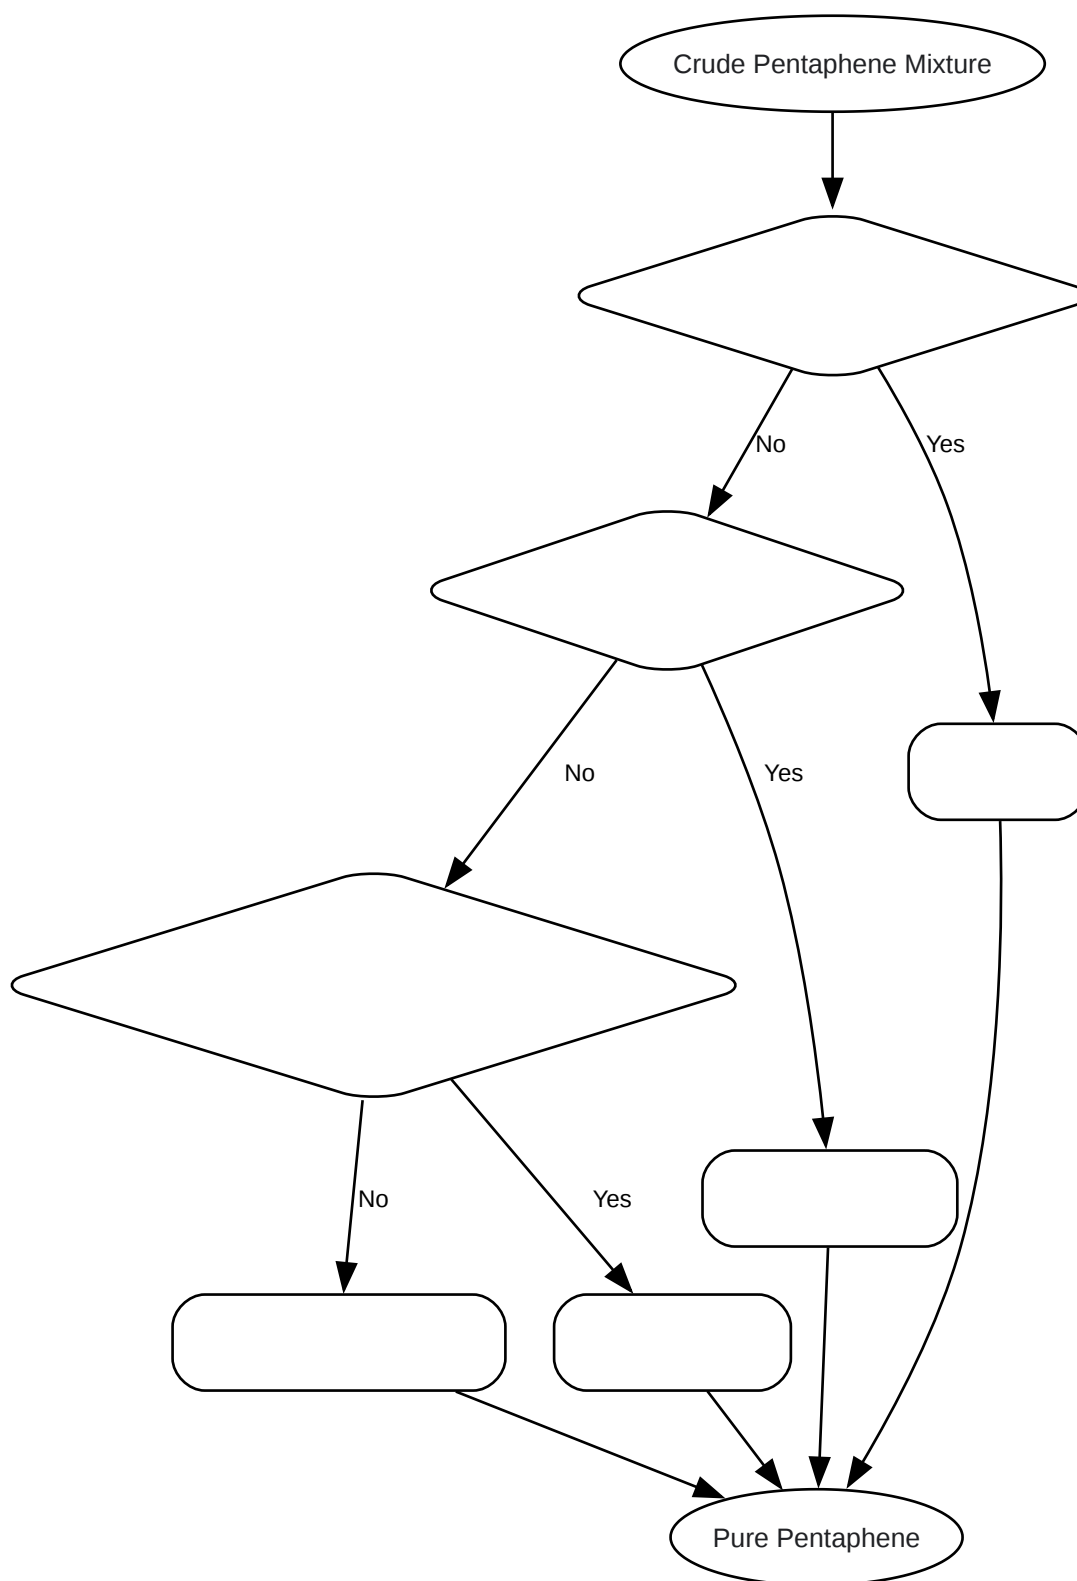 Crude Pentaphene Mixture
No
Yes
No
Yes
No
Yes
Pure Pentaphene